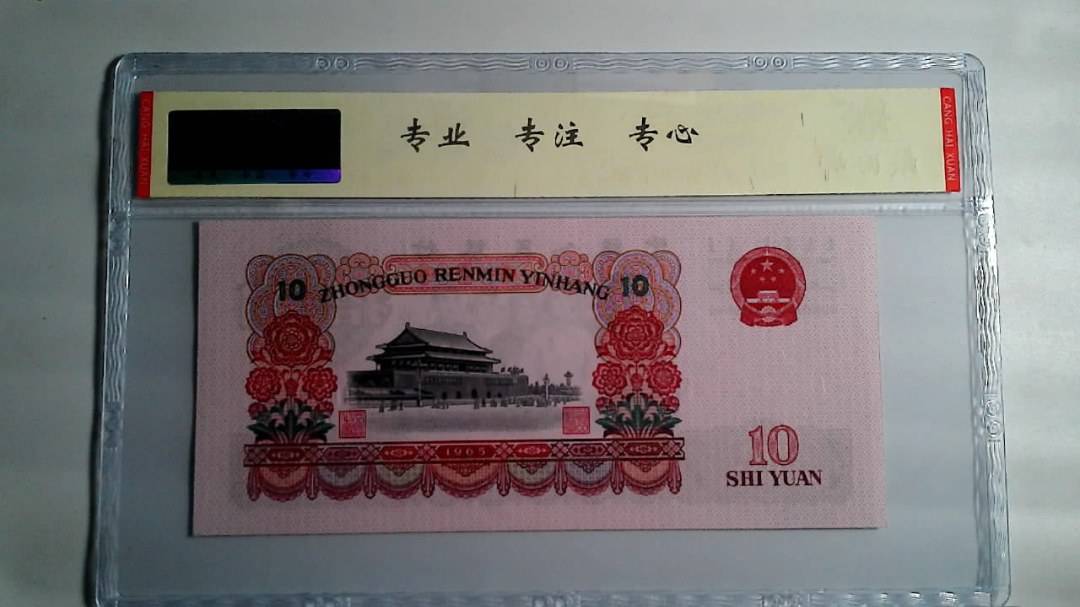 CANG HAI XUAN
专业 专注 专心
CANG HAI XUAN
10 ZHONGGUO RENMIN YINHANG 10
1965
10
SHI YUAN